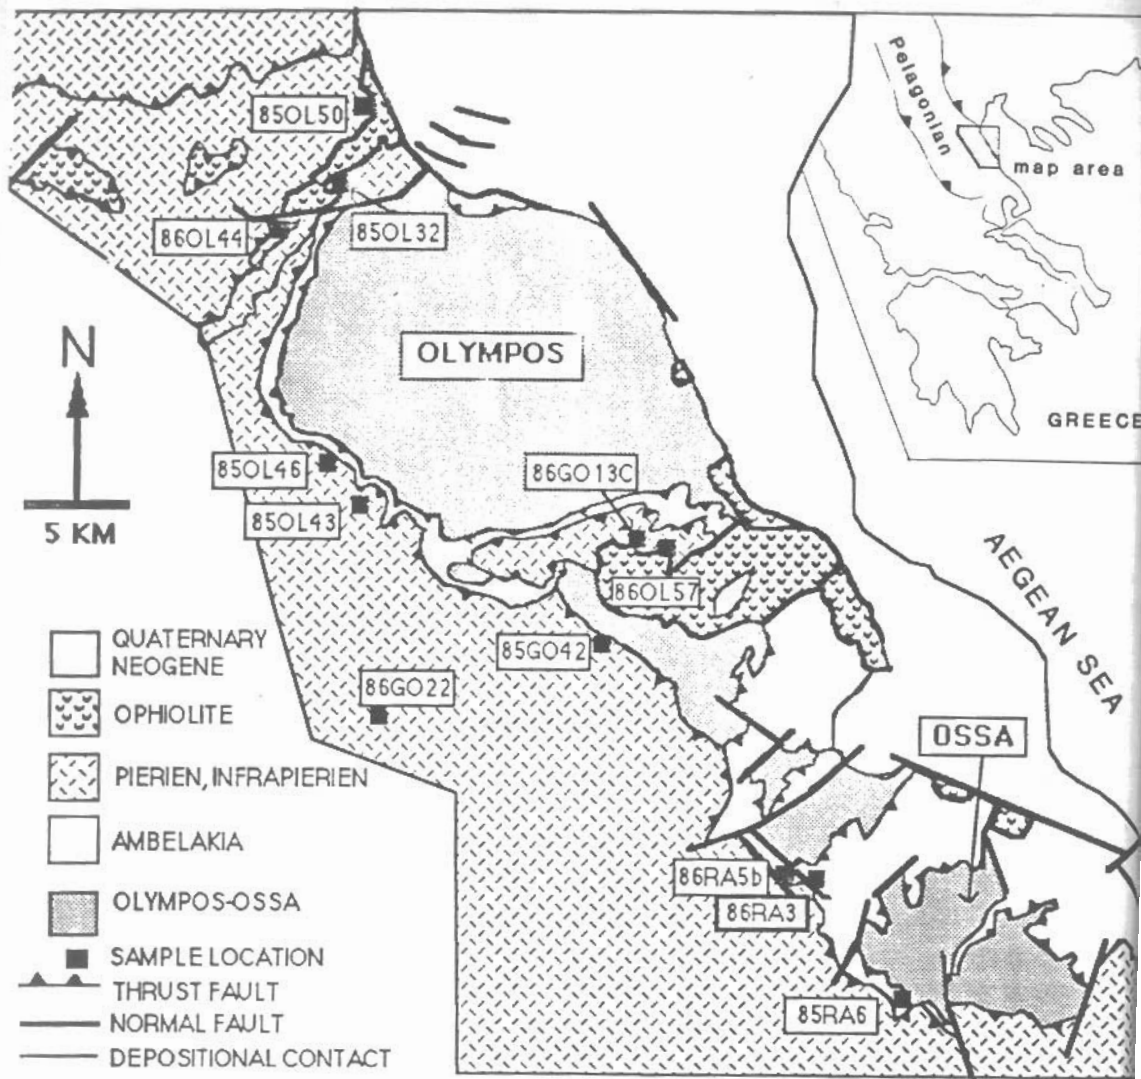 Pelagonian
map area
GREECE
85OL50
86OL44
85OL32
N
5 KM
OLYMPOS
85OL46
85OL43
86GO13C
86OL57
85GO42
86GO22
AEGEAN SEA
OSSA
86RA5b
86RA3
85RA6
QUATERNARY
NEOGENE
OPHIOLITE
PIERIEN, INFRAPIERIEN
AMBELAKIA
OLYMPOS-OSSA
SAMPLE LOCATION
THRUST FAULT
NORMAL FAULT
DEPOSITIONAL CONTACT